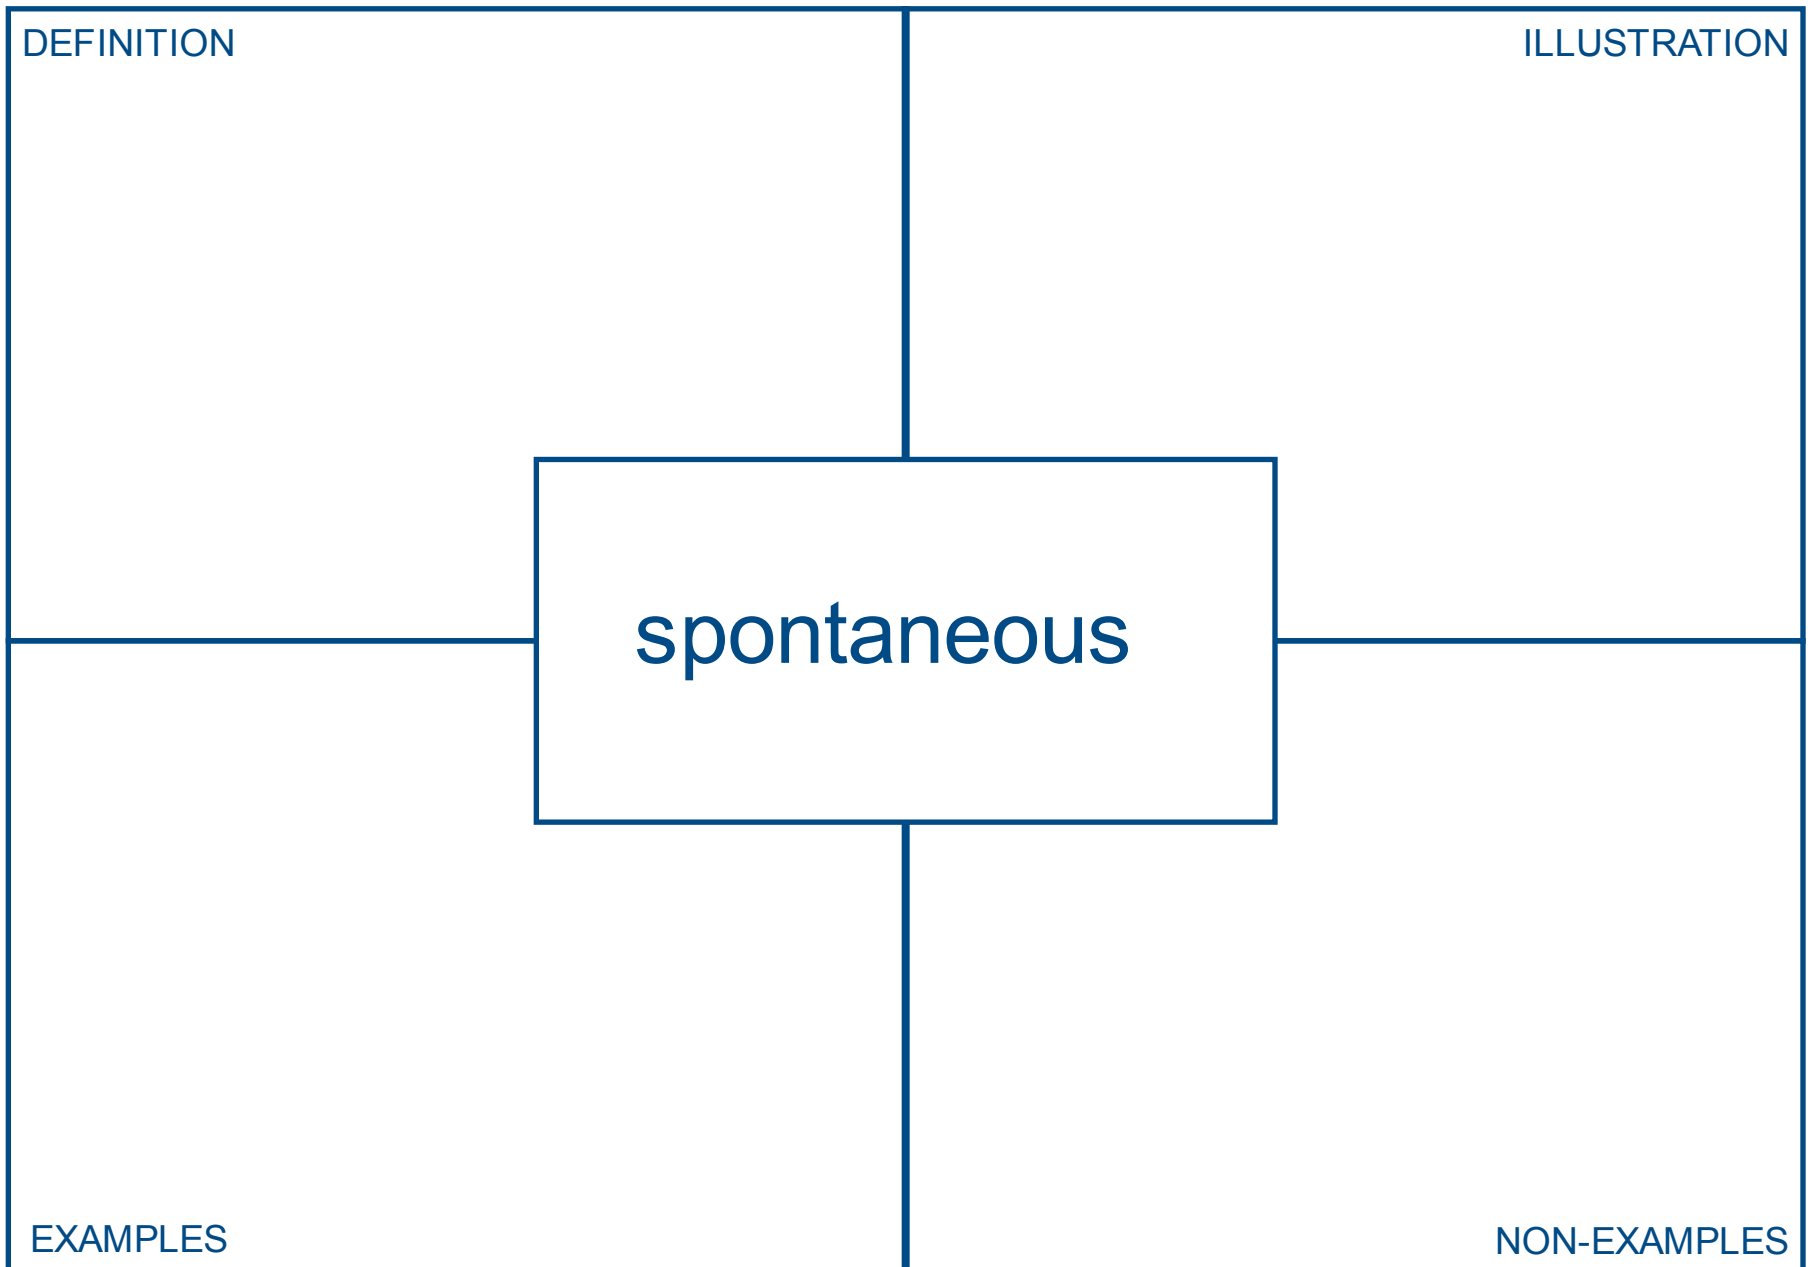 DEFINITION
ILLUSTRATION
spontaneous
EXAMPLES
NON-EXAMPLES